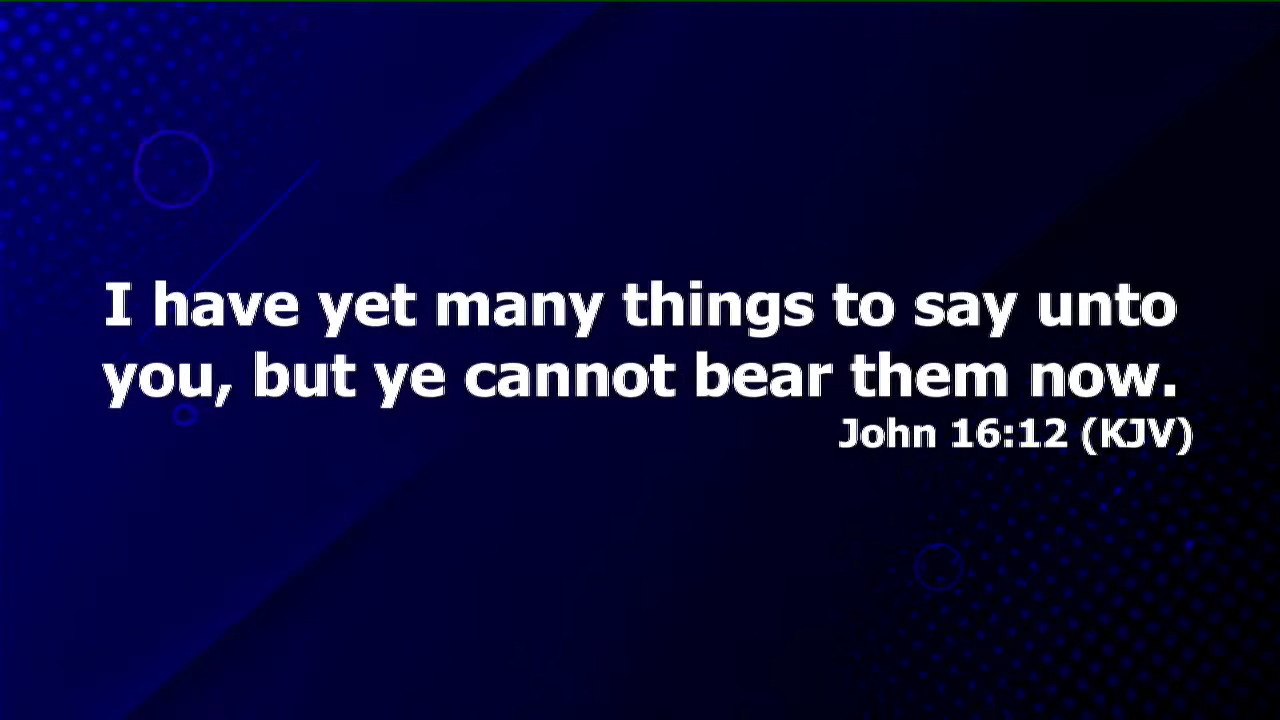 I have yet many things to say unto
you, but ye cannot bear them now.
John 16:12 (KJV)